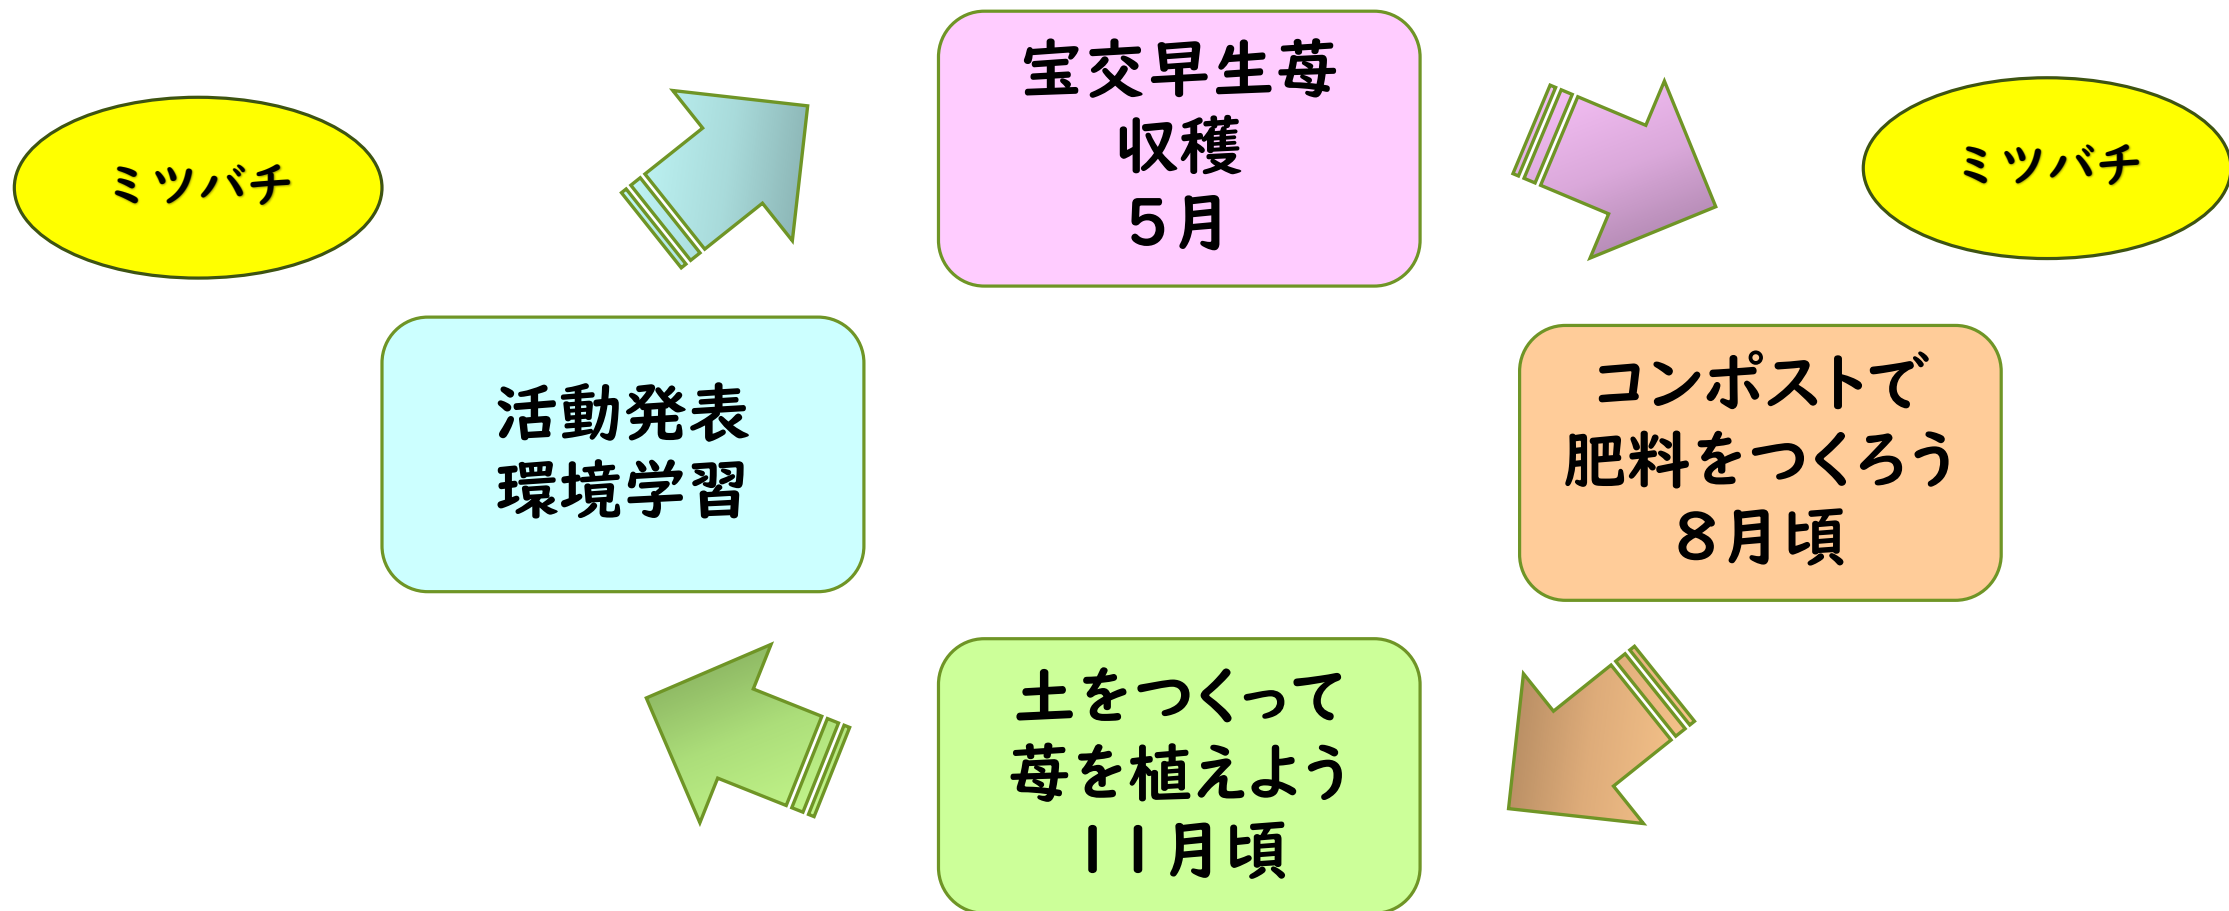 宝交早生苺
収穫
５月
ミツバチ
ミツバチ
活動発表
環境学習
コンポストで
肥料をつくろう
８月頃
土をつくって
苺を植えよう
１１月頃